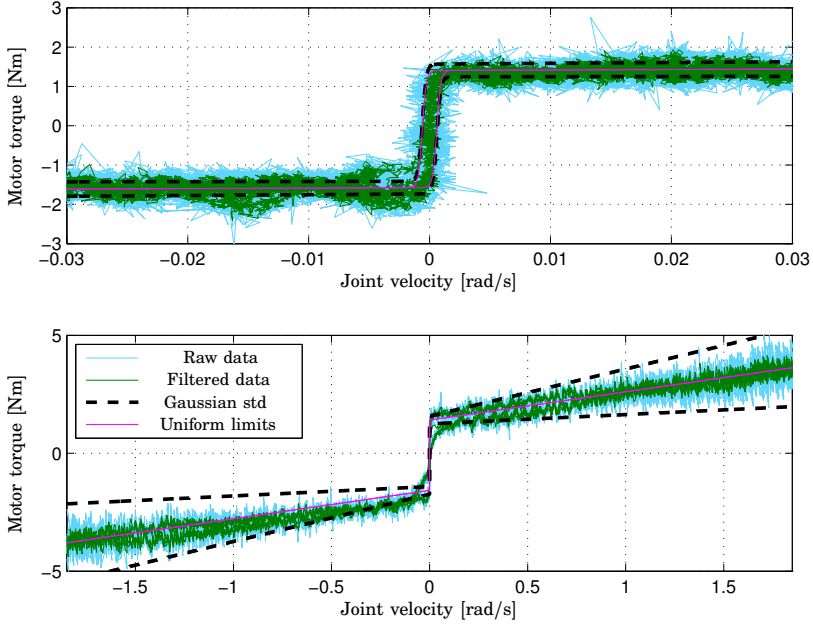 3
2
1
0
−1
−2
−3
Motor torque [Nm]
−0.03 −0.02 −0.01 0 0.01 0.02 0.03
Joint velocity [rad/s]
5
0
−5
Motor torque [Nm]
Raw data
Filtered data
Gaussian std
Uniform limits
−1.5 −1 −0.5 0 0.5 1 1.5
Joint velocity [rad/s]